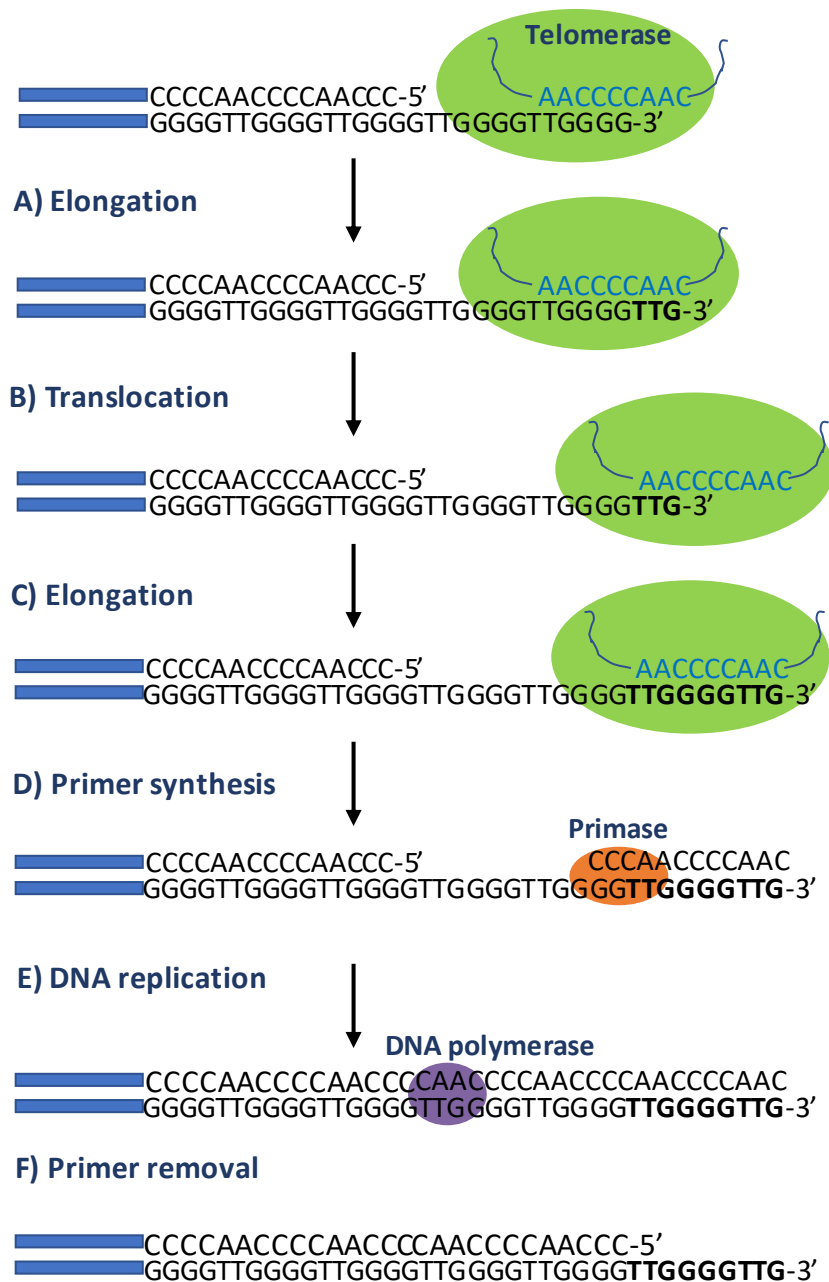 Telomerase
CCCCAACCCCAACCC-5’ AACCCCAAC
GGGGTTGGGGTTGGGGTTGGGGTTGGGG-3’
A) Elongation
CCCCAACCCCAACCC-5’ AACCCCAAC
GGGGTTGGGGTTGGGGTTGGGGTTGGGGTTG-3’
B) Translocation
CCCCAACCCCAACCC-5’ AACCCCAAC
GGGGTTGGGGTTGGGGTTGGGGTTGGGGTTG-3’
C) Elongation
CCCCAACCCCAACCC-5’ AACCCCAAC
GGGGTTGGGGTTGGGGTTGGGGTTGGGGTTGGGGTTG-3’
D) Primer synthesis
Primase
CCCCAACCCCAACCC-5’ CCCAACCCCAAC
GGGGTTGGGGTTGGGGTTGGGGTTGGGGTTGGGGTTG-3’
E) DNA replication
DNA polymerase
CCCCAACCCCAACCCCAACCCCAACCCCAACCCCAAC
GGGGTTGGGGTTGGGGTTGGGGTTGGGGTTGGGGTTG-3’
F) Primer removal
CCCCAACCCCAACCCCAACCCCAACCC-5’
GGGGTTGGGGTTGGGGTTGGGGTTGGGGTTGGGGTTG-3’